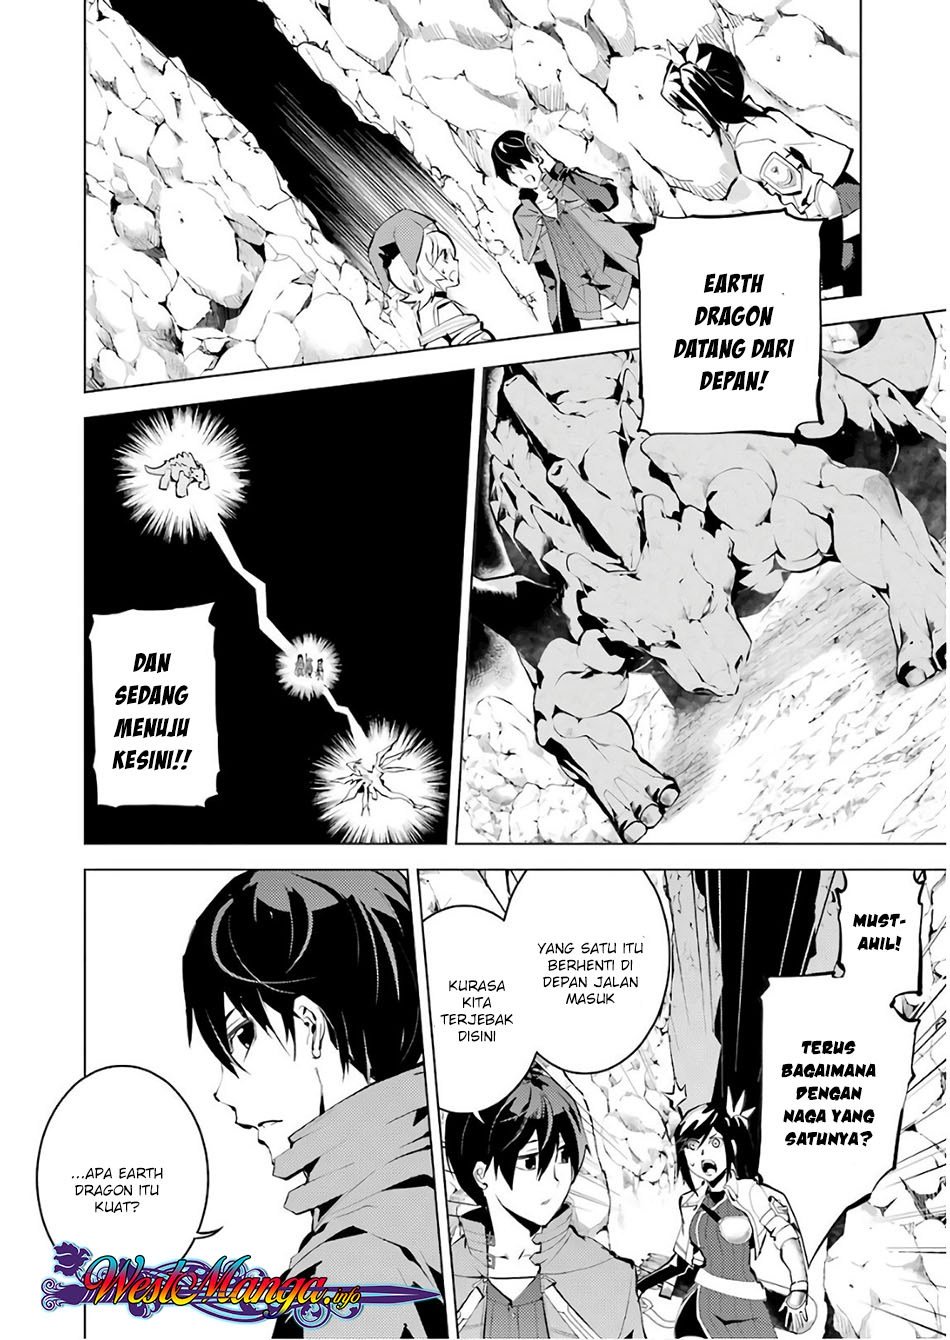 EARTH
DRAGON
DATANG DARI
DEPAN!
DAN
SEDANG
MENUJU
KESINI!!
MUST-
AHIL!
TERUS
BAGAIMANA
DENGAN
NAGA YANG
SATUNYA?
YANG SATU ITU
BERHENTI DI
DEPAN JALAN
MASUK
KURASA
KITA
TERJEBAK
DISINI
...APA EARTH
DRAGON ITU
KUAT?
WestManga.info